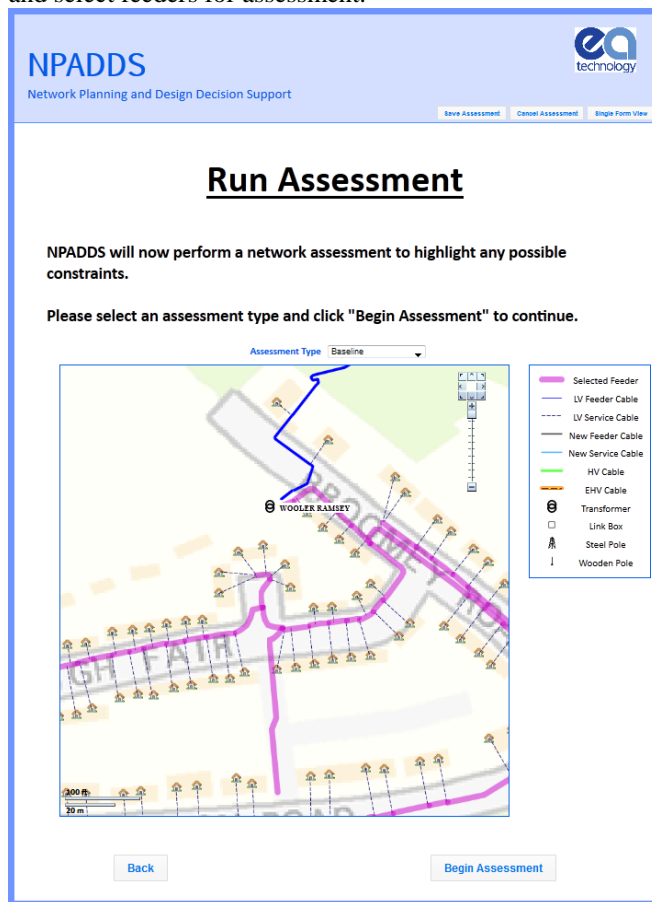 and select feeders for assessment.
NPADDS
Network Planning and Design Decision Support
ea
technology
Save Assessment
Cancel Assessment
Single Form View
Run Assessment
NPADDS will now perform a network assessment to highlight any possible
constraints.
Please select an assessment type and click "Begin Assessment" to continue.
Assessment Type
Baseline
WOOLER RAMSEY
GH FAIR
20 m
Selected Feeder
LV Feeder Cable
LV Service Cable
New Feeder Cable
New Service Cable
HV Cable
EHV Cable
Transformer
Link Box
Steel Pole
Wooden Pole
Back
Begin Assessment